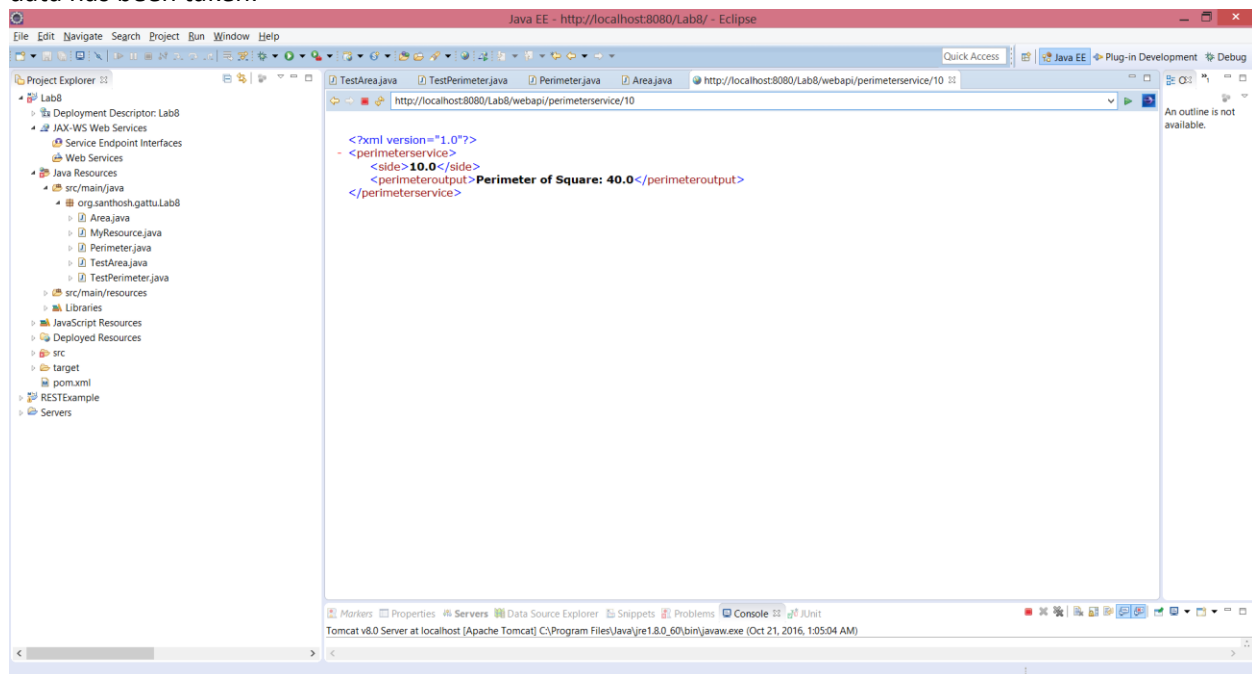 data has been taken.
Java EE - http://localhost:8080/Lab8/ - Eclipse
File Edit Navigate Search Project Run Window Help
Quick Access Java EE Plug-in Development Debug
Project Explorer
TestArea.java TestPerimeter.java Perimeter.java Area.java http://localhost:8080/Lab8/webapi/perimeterservice/10
http://localhost:8080/Lab8/webapi/perimeterservice/10
An outline is not
available.
Lab8
Deployment Descriptor: Lab8
JAX-WS Web Services
Service Endpoint Interfaces
Web Services
Java Resources
src/main/java
org.santhosh.gattu.Lab8
Area.java
MyResource.java
Perimeter.java
TestArea.java
TestPerimeter.java
src/main/resources
Libraries
JavaScript Resources
Deployed Resources
src
target
pom.xml
RESTExample
Servers
<?xml version="1.0"?>
- <perimeterservice>
<side>10.0</side>
<perimeteroutput>Perimeter of Square: 40.0</perimeteroutput>
</perimeterservice>
Markers Properties Servers Data Source Explorer Snippets Problems Console JUnit
Tomcat v8.0 Server at localhost [Apache Tomcat] C:\Program Files\Java\jre1.8.0_60\bin\javaw.exe (Oct 21, 2016, 1:05:04 AM)